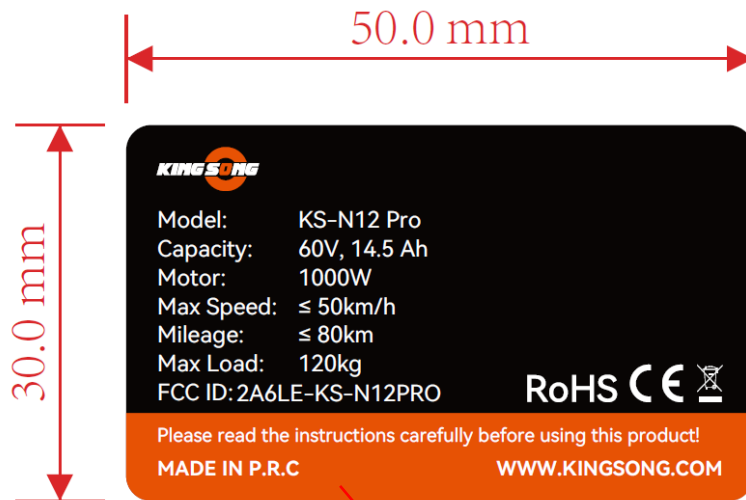 50.0 mm
30.0 mm
KING SONG
Model: KS-N12 Pro
Capacity: 60V, 14.5 Ah
Motor: 1000W
Max Speed: ≤ 50km/h
Mileage: ≤ 80km
Max Load: 120kg
FCC ID: 2A6LE-KS-N12PRO
RoHS CE
Please read the instructions carefully before using this product!
MADE IN P.R.C WWW.KINGSONG.COM